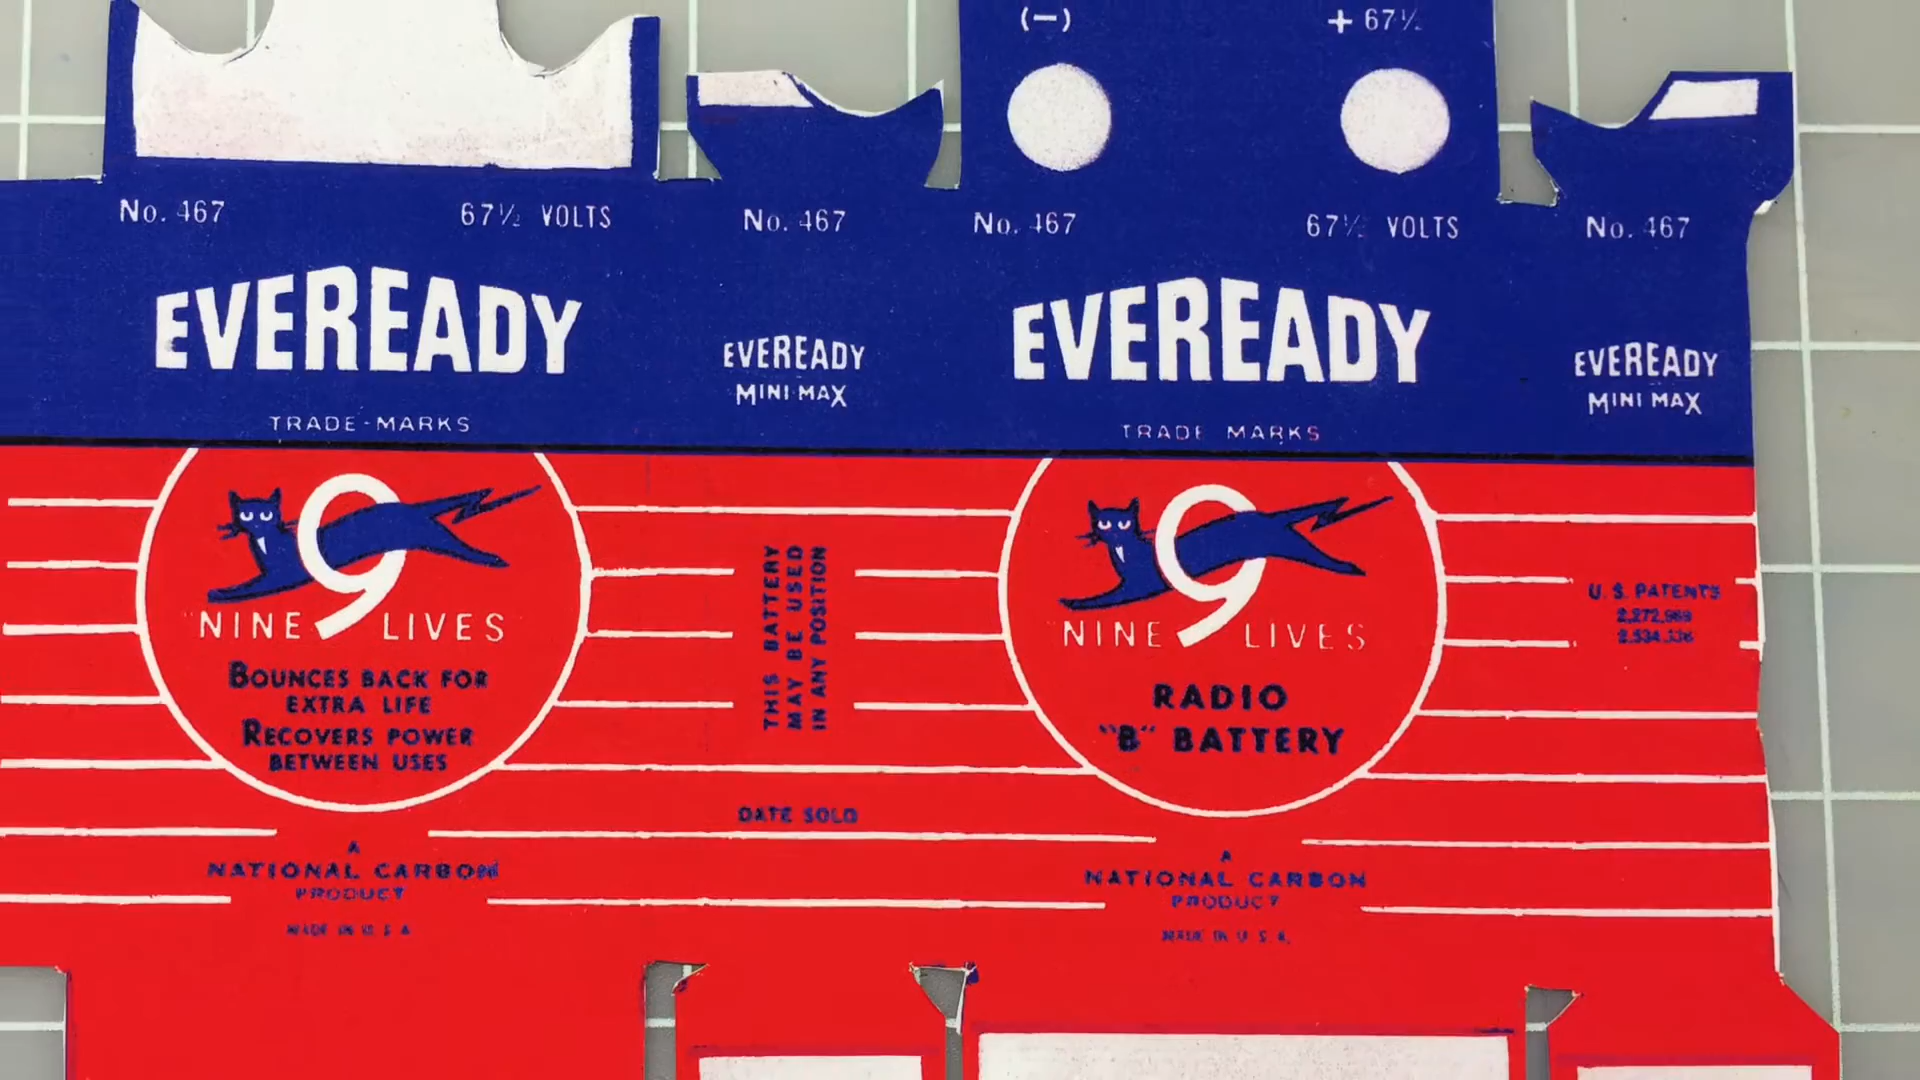 (-)
+ 67½
No. 467
67½ VOLTS
EVEREADY
TRADE-MARKS
9
"NINE LIVES
BOUNCES BACK FOR
EXTRA LIFE
RECOVERS POWER
BETWEEN USES
A
NATIONAL CARBON
PRODUCT
MADE IN U.S.A
No. 467
EVEREADY
MINI-MAX
THIS BATTERY
MAY BE USED
IN ANY POSITION
DATE SOLD
No. 467
67½ VOLTS
EVEREADY
TRADE MARKS
9
"NINE LIVES
RADIO
"B" BATTERY
A
NATIONAL CARBON
PRODUCT
MADE IN U.S.A.
No. 467
EVEREADY
MINI MAX
U.S. PATENTS